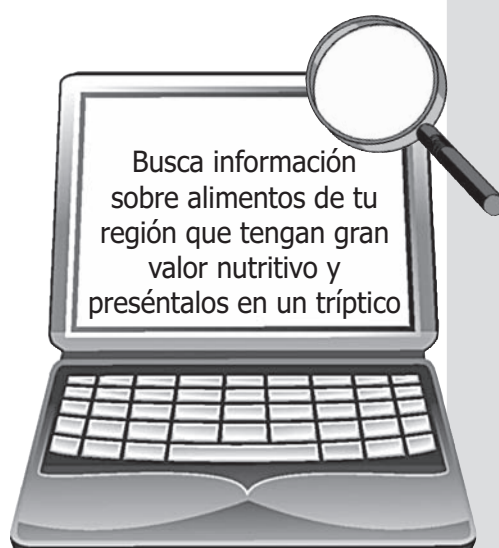 Busca información
sobre alimentos de tu
región que tengan gran
valor nutritivo y
preséntalos en un tríptico